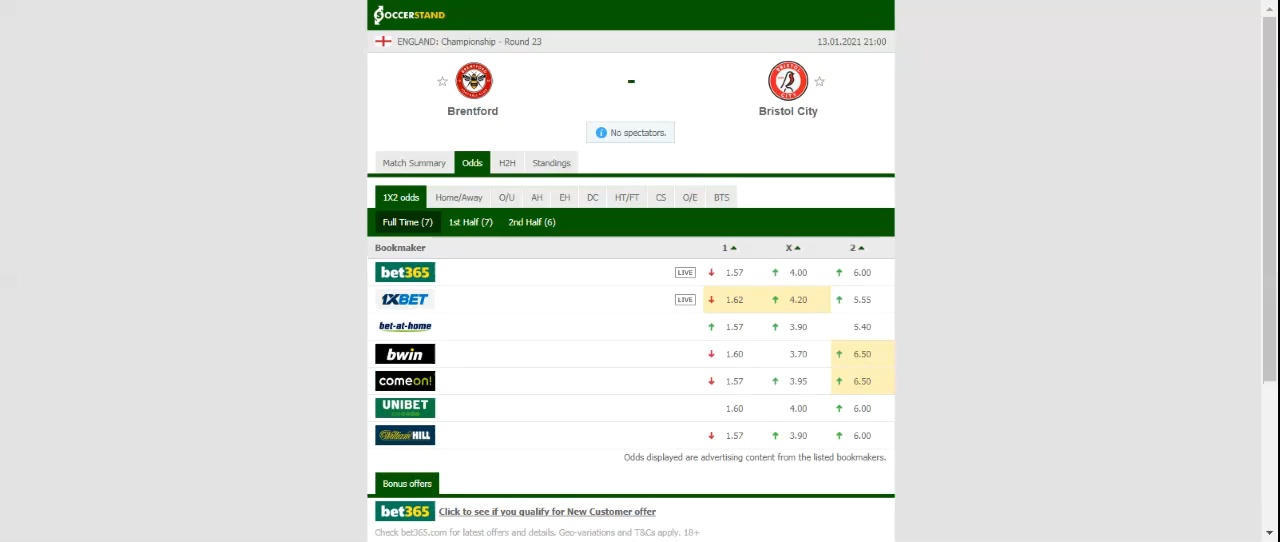 SOCCERSTAND
ENGLAND: Championship - Round 23 13.01.2021 21:00
-
Brentford Bristol City
No spectators.
Match Summary Odds H2H Standings
1X2 odds Home/Away O/U AH EH DC HT/FT CS O/E BTS
Full Time (7) 1st Half (7) 2nd Half (6)
Bookmaker 1 X 2
bet365 LIVE 1.57 4.00 6.00
1XBET LIVE 1.62 4.20 5.55
bet-at-home 1.57 3.90 5.40
bwin 1.60 3.70 6.50
comeon! 1.57 3.95 6.50
UNIBET 1.60 4.00 6.00
William HILL 1.57 3.90 6.00
Odds displayed are advertising content from the listed bookmakers.
Bonus offers
bet365 Click to see if you qualify for New Customer offer
Check bet365.com for latest offers and details. Geo-variations and T&Cs apply. 18+